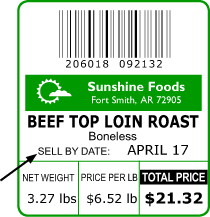 206018 092132
Sunshine Foods
Fort Smith, AR 72905
BEEF TOP LOIN ROAST
Boneless
SELL BY DATE: APRIL 17
NET WEIGHT PRICE PER LB TOTAL PRICE
3.27 lbs $6.52 lb $21.32